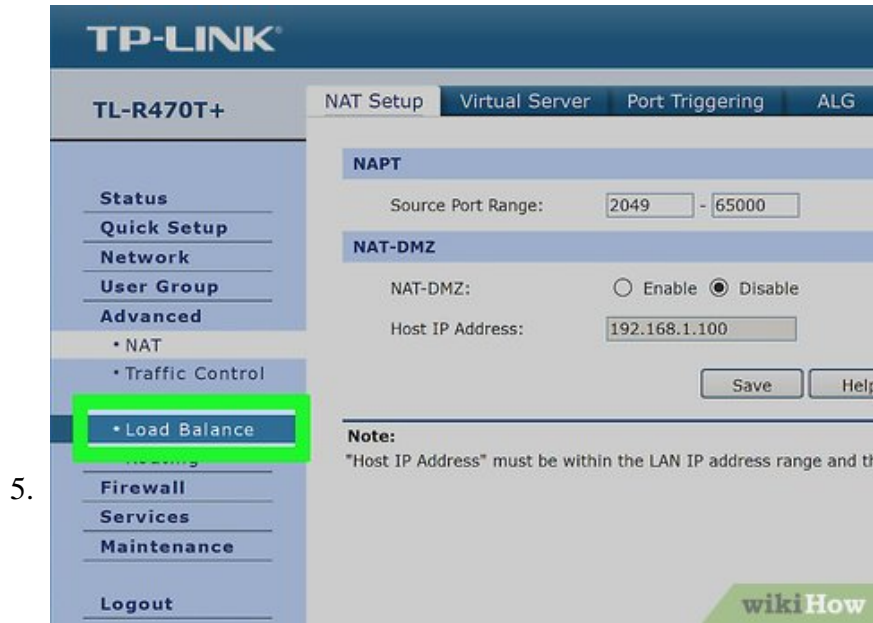 TP-LINK®
TL-R470T+
NAT Setup Virtual Server Port Triggering ALG
NAPT
Status
Source Port Range: 2049 - 65000
Quick Setup
Network
NAT-DMZ
User Group
NAT-DMZ: Enable Disable
Advanced
Host IP Address: 192.168.1.100
• NAT
• Traffic Control
Save Help
• Load Balance
Note:
"Host IP Address" must be within the LAN IP address range and th
5.
Firewall
Services
Maintenance
Logout
wikiHow